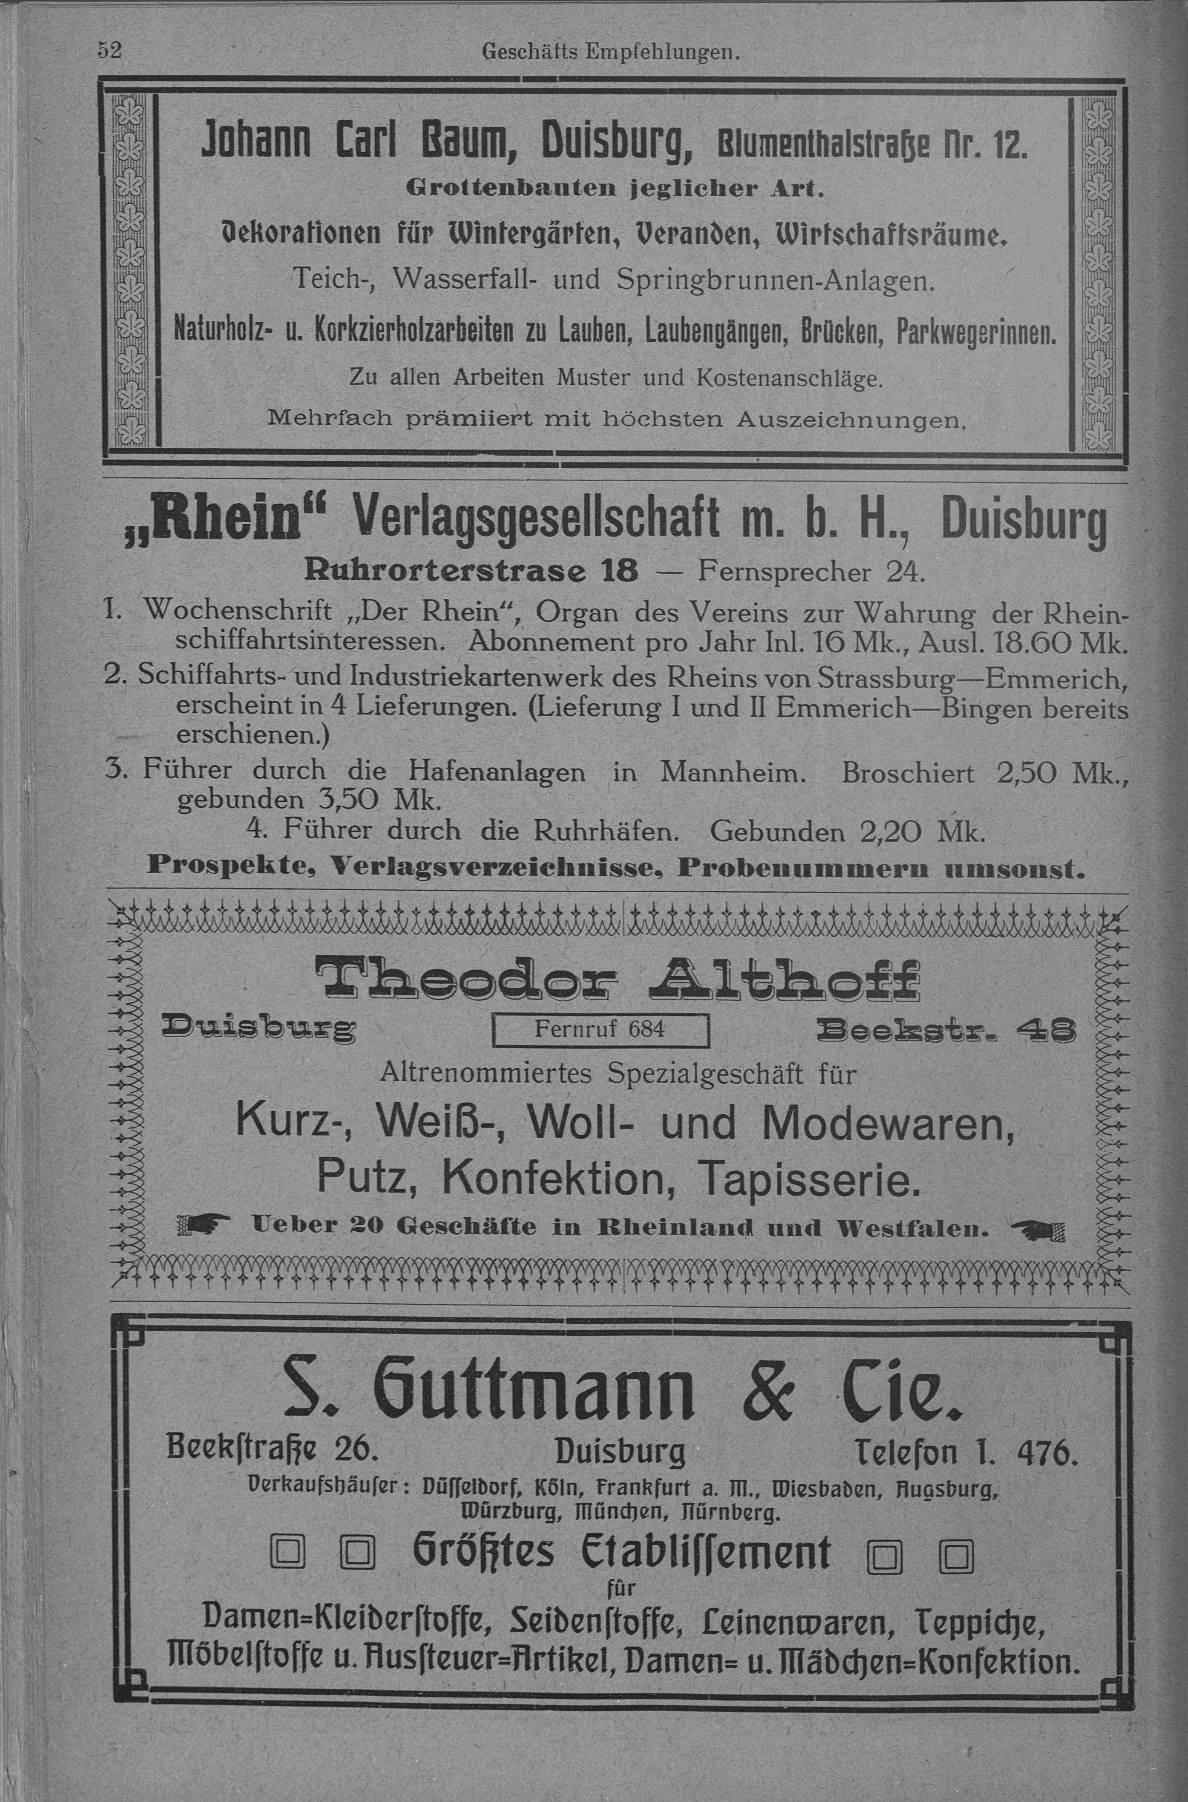 52
Geschäfts Empfehlungen.
Johann Carl Baum, Duisburg, Blumenthalstraße Nr. 12.
Grottenbauten jeglicher Art.
Dekorationen für Wintergärten, Veranden, Wirtschaftsräume.
Teich-, Wasserfall- und Springbrunnen-Anlagen.
Naturholz- u. Korkzierholzarbeiten zu Lauben, Laubengängen, Brücken, Parkwegerinnen.
Zu allen Arbeiten Muster und Kostenanschläge.
Mehrfach prämiiert mit höchsten Auszeichnungen.
„Rhein“ Verlagsgesellschaft m. b. H., Duisburg
Ruhrorterstrase 18 — Fernsprecher 24.
1. Wochenschrift „Der Rhein“, Organ des Vereins zur Wahrung der Rhein-
schiffahrtsinteressen. Abonnement pro Jahr Inl. 16 Mk., Ausl. 18.60 Mk.
2. Schiffahrts- und Industriekartenwerk des Rheins von Strassburg—Emmerich,
erscheint in 4 Lieferungen. (Lieferung I und II Emmerich—Bingen bereits
erschienen.)
3. Führer durch die Hafenanlagen in Mannheim. Broschiert 2,50 Mk.,
gebunden 3,50 Mk.
4. Führer durch die Ruhrhäfen. Gebunden 2,20 Mk.
Prospekte, Verlagsverzeichnisse, Probenummern umsonst.
Theodor Althoff
Duisburg Fernruf 684 Beekstr. 48
Altrenommiertes Spezialgeschäft für
Kurz-, Weiß-, Woll- und Modewaren,
Putz, Konfektion, Tapisserie.
Ueber 20 Geschäfte in Rheinland und Westfalen.
S. Guttmann & Cie.
Beekſtraße 26. Duisburg Telefon 1. 476.
Verkaufshäuſer: Düſſeldorf, Köln, Frankfurt a. M., Wiesbaden, Augsburg,
Würzburg, München, Nürnberg.
Größtes Etabliſſement
für
Damen=Kleiderſtoffe, Seidenſtoffe, Leinenwaren, Teppiche,
Möbelſtoffe u. Ausſteuer=Artikel, Damen= u. Mädchen=Konfektion.